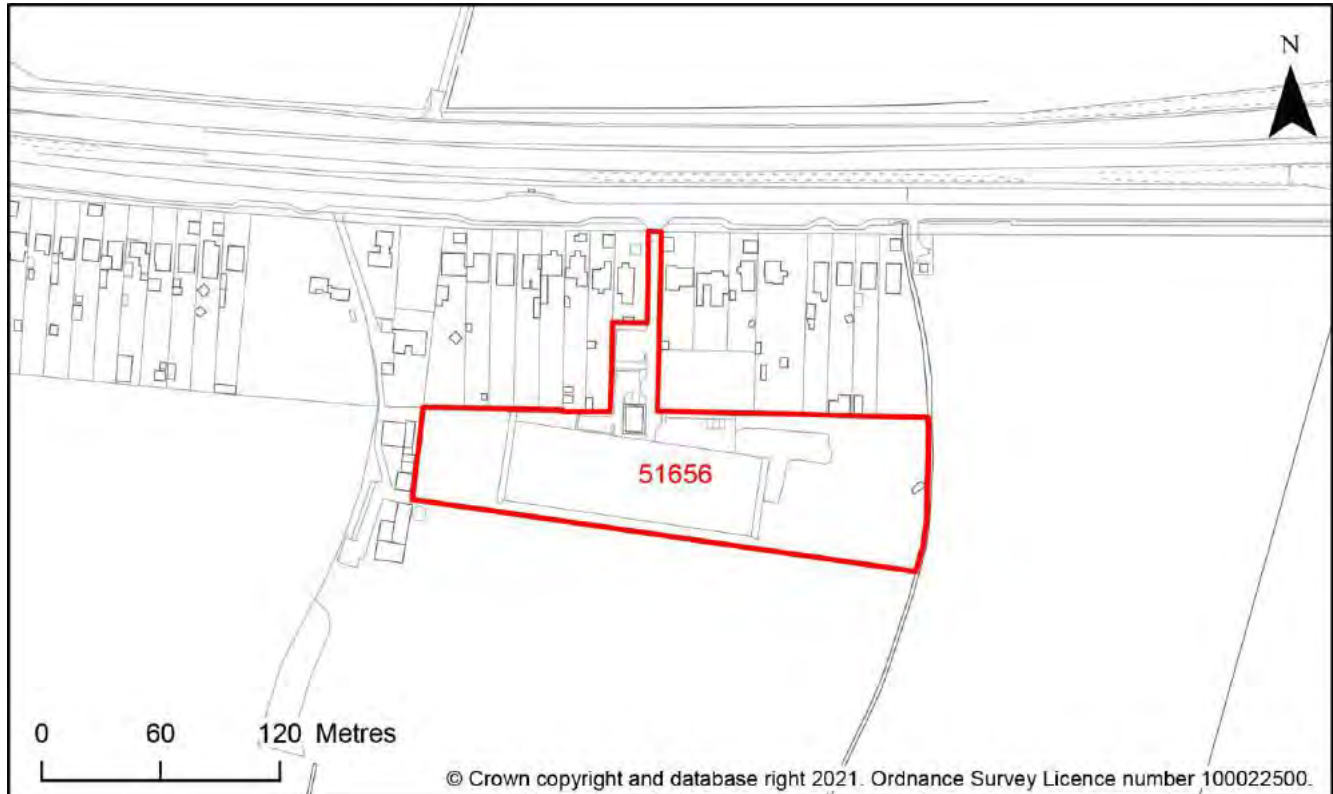 N
51656
0 60 120 Metres
© Crown copyright and database right 2021. Ordnance Survey Licence number 100022500.